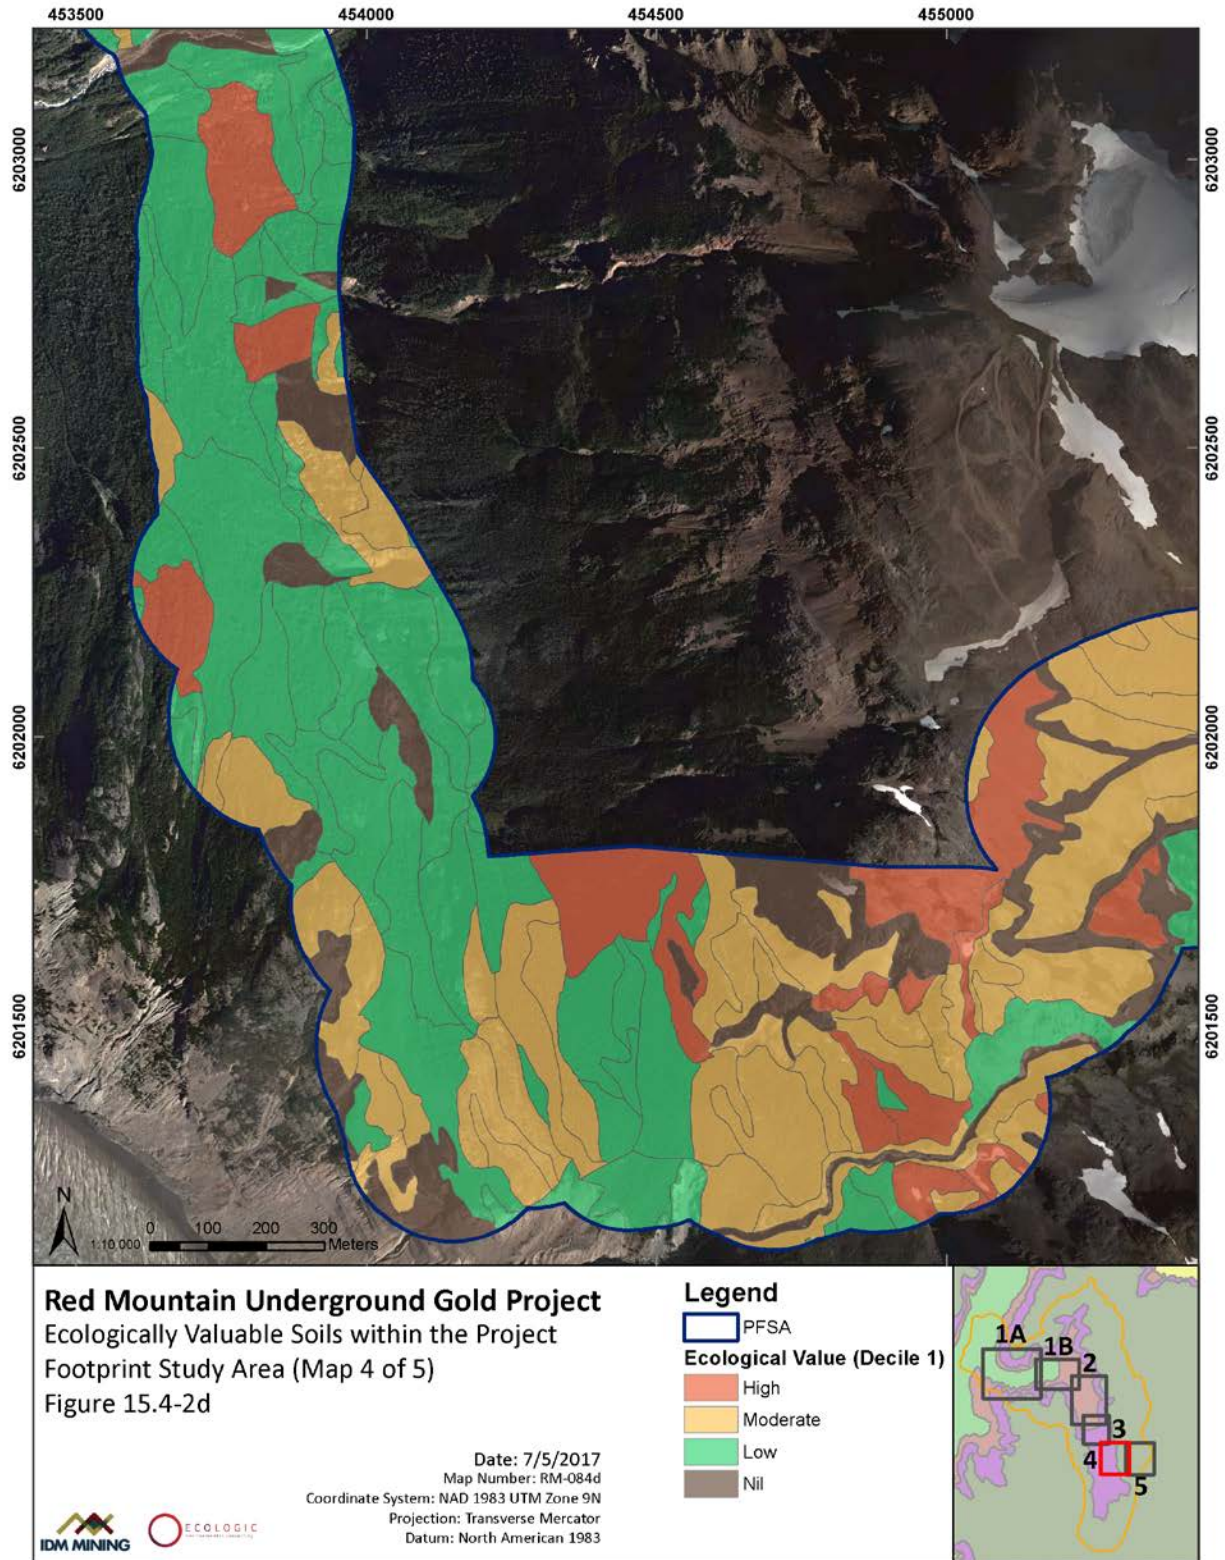 453500 454000 454500 455000
6203000 6203000
6202500 6202500
6202000 6202000
6201500 6201500
N
0 100 200 300
1:10 000 Meters
Red Mountain Underground Gold Project
Ecologically Valuable Soils within the Project
Footprint Study Area (Map 4 of 5)
Figure 15.4-2d
Date: 7/5/2017
Map Number: RM-084d
Coordinate System: NAD 1983 UTM Zone 9N
Projection: Transverse Mercator
Datum: North American 1983
IDM MINING
ECOLOGIC
Legend
PFSA
Ecological Value (Decile 1)
High
Moderate
Low
Nil
1A
1B
2
3
4
5